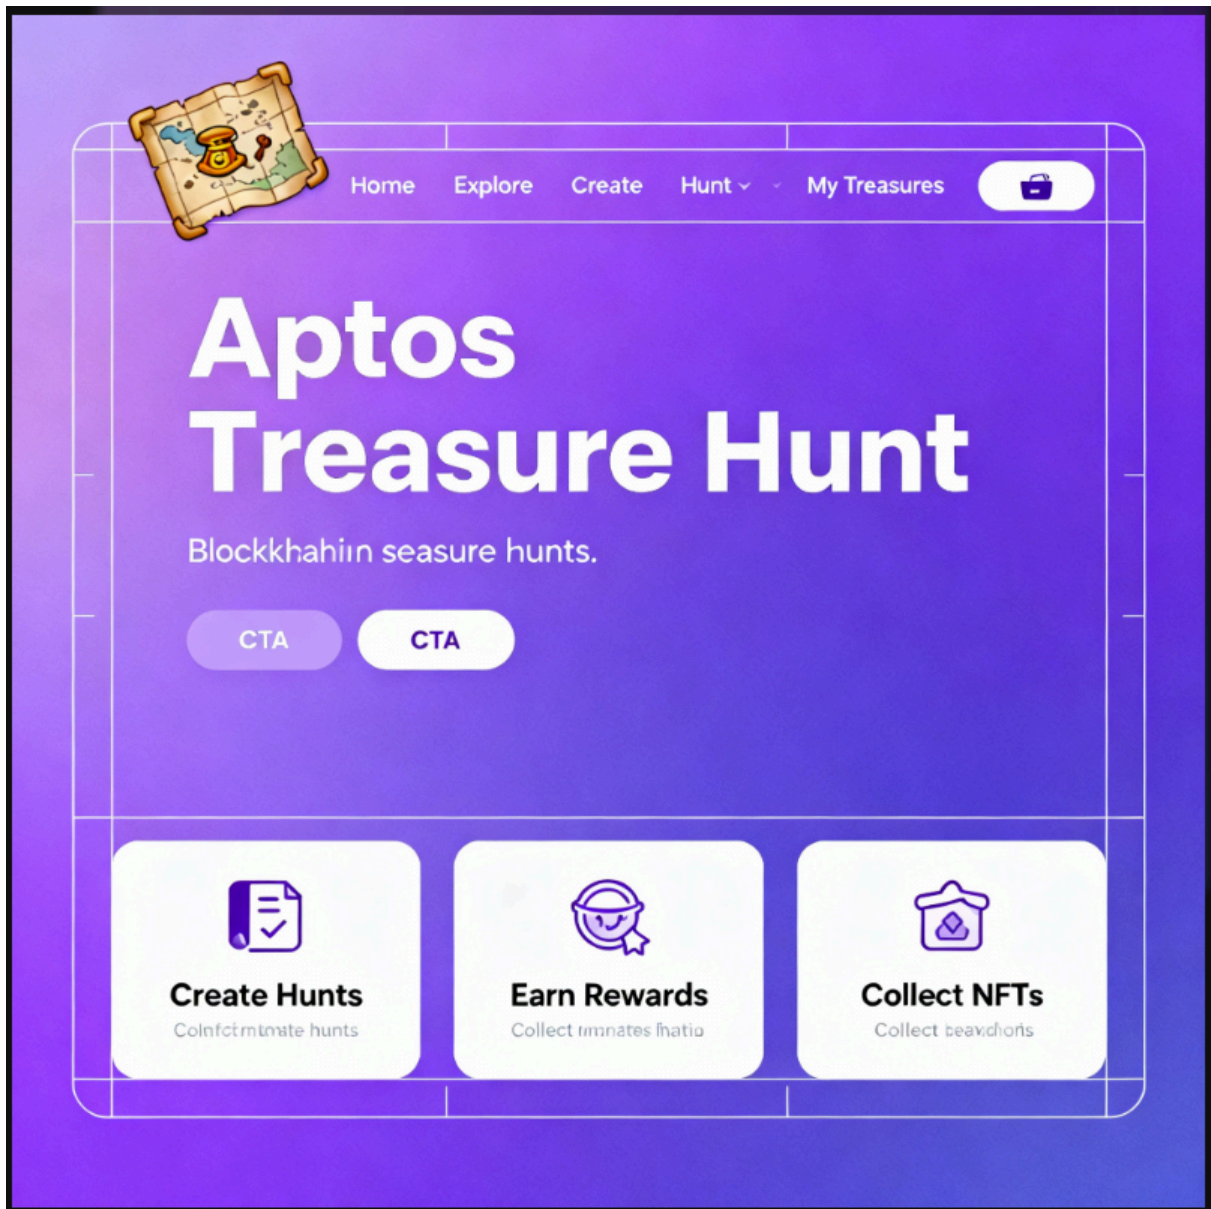 Home Explore Create Hunt My Treasures
Aptos
Treasure Hunt
Blockkhahiin seasure hunts.
CTA CTA
Create Hunts Earn Rewards Collect NFTs
hunts Collect Collect